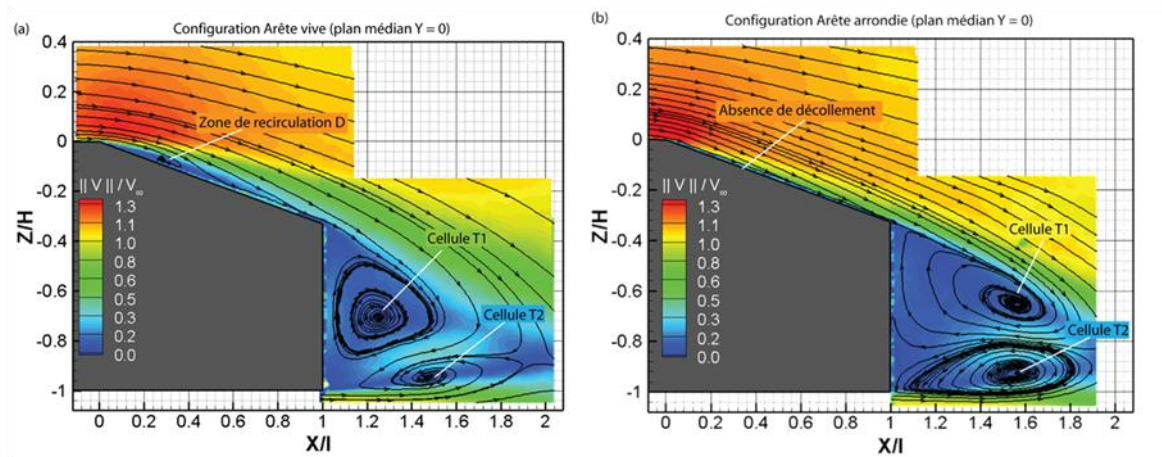 (a)
Configuration Arête vive (plan médian Y = 0)
0.4
0.2
0
-0.2
-0.4
-0.6
-0.8
-1
Z/H
Zone de recirculation D
|| V || / V∞
1.3
1.1
1.0
0.8
0.6
0.5
0.3
0.2
0.0
Cellule T1
Cellule T2
0 0.2 0.4 0.6 0.8 1 1.2 1.4 1.6 1.8 2
X/l
(b)
Configuration Arête arrondie (plan médian Y = 0)
0.4
0.2
0
-0.2
-0.4
-0.6
-0.8
-1
Z/H
Absence de décollement
|| V || / V∞
1.3
1.1
1.0
0.8
0.6
0.5
0.3
0.2
0.0
Cellule T1
Cellule T2
0 0.2 0.4 0.6 0.8 1 1.2 1.4 1.6 1.8 2
X/l